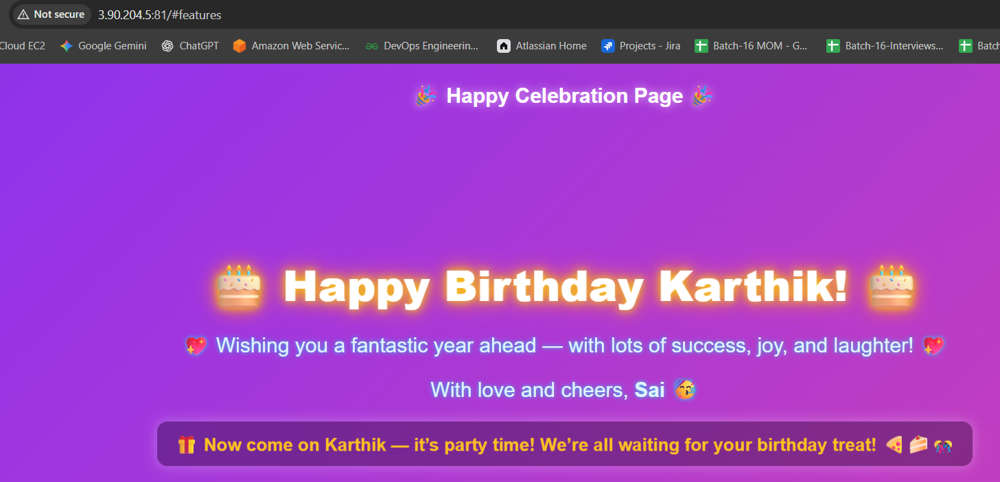 Not secure 3.90.204.5:81/#features
Cloud EC2 Google Gemini ChatGPT Amazon Web Servic... DevOps Engineerin... Atlassian Home Projects - Jira Batch-16 MOM - G... Batch-16-Interviews... Batch
🎉 Happy Celebration Page 🎉
🎂 Happy Birthday Karthik! 🎂
💖 Wishing you a fantastic year ahead — with lots of success, joy, and laughter! 💖
With love and cheers, Sai 🥳
🎁 Now come on Karthik — it’s party time! We’re all waiting for your birthday treat! 🍕🍰🎊